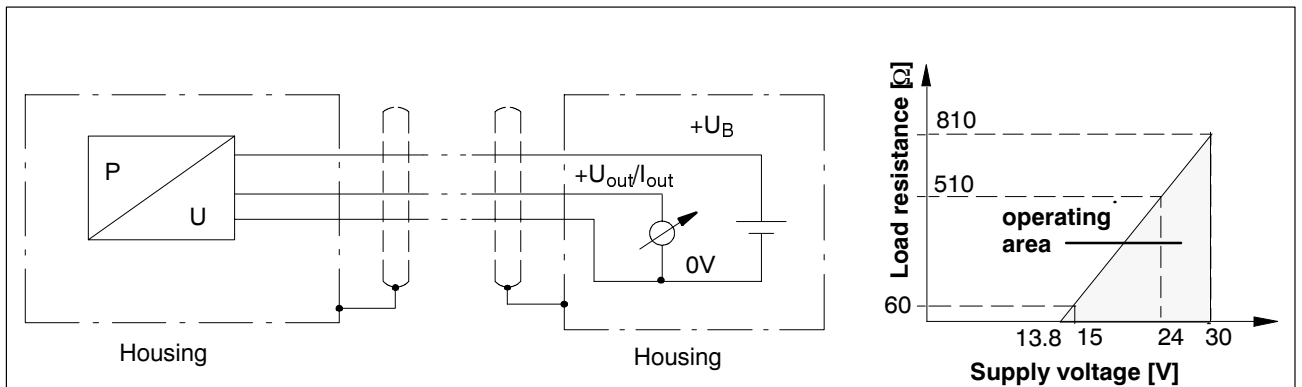 P
U
+U_B
+U_out/I_out
0V
Housing
Housing
Load resistance [Ω]
810
510
60
operating
area
13.8 15 24 30
Supply voltage [V]